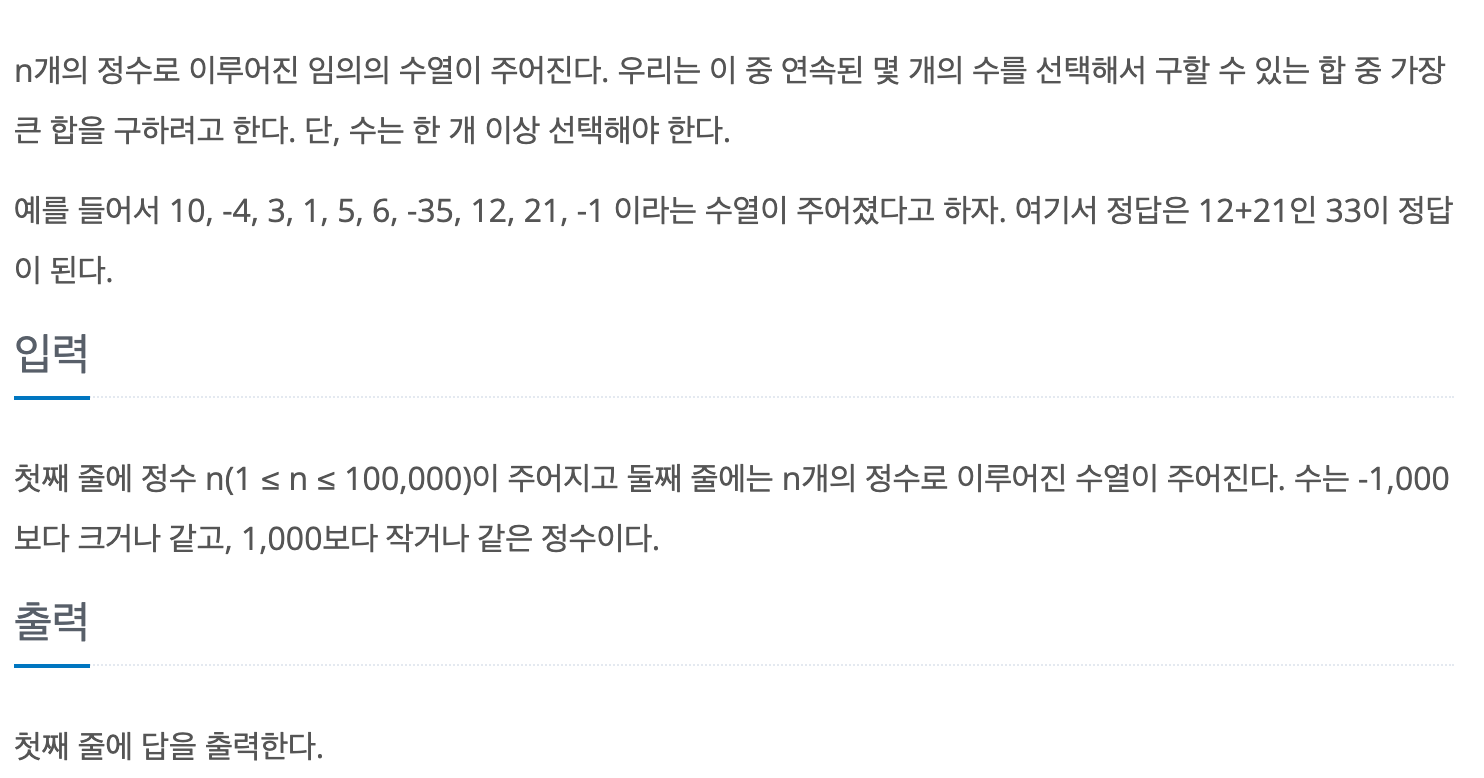 n개의 정수로 이루어진 임의의 수열이 주어진다. 우리는 이 중 연속된 몇 개의 수를 선택해서 구할 수 있는 합 중 가장
큰 합을 구하려고 한다. 단, 수는 한 개 이상 선택해야 한다.
예를 들어서 10, -4, 3, 1, 5, 6, -35, 12, 21, -1 이라는 수열이 주어졌다고 하자. 여기서 정답은 12+21인 33이 정답
이 된다.
입력
첫째 줄에 정수 n(1 ≤ n ≤ 100,000)이 주어지고 둘째 줄에는 n개의 정수로 이루어진 수열이 주어진다. 수는 -1,000
보다 크거나 같고, 1,000보다 작거나 같은 정수이다.
출력
첫째 줄에 답을 출력한다.